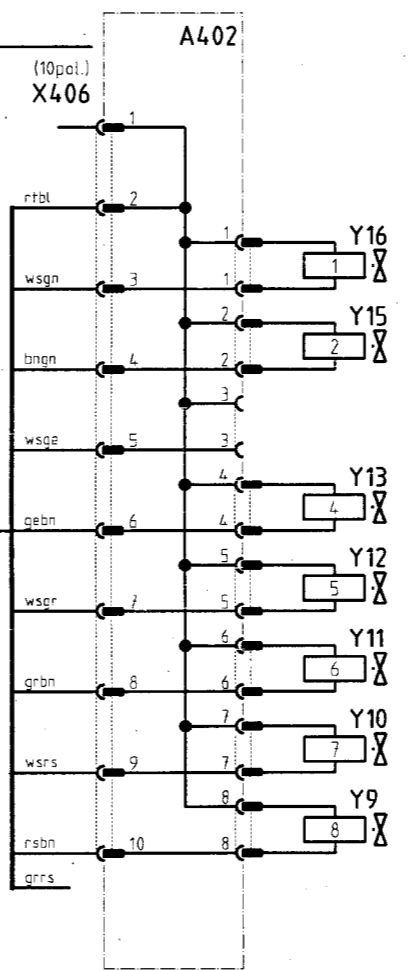 A402
(10pol.)
X406
1
rtbl 2
1 Y16
1
wsgn 3 1
2 Y15
2
bngn 4 2
3
wsge 5 3
4 Y13
4
gebn 6 4
5 Y12
5
wsgr 7 5
6 Y11
6
grbn 8 6
7 Y10
7
wsrs 9 7
8 Y9
8
rsbn 10 8
grrs